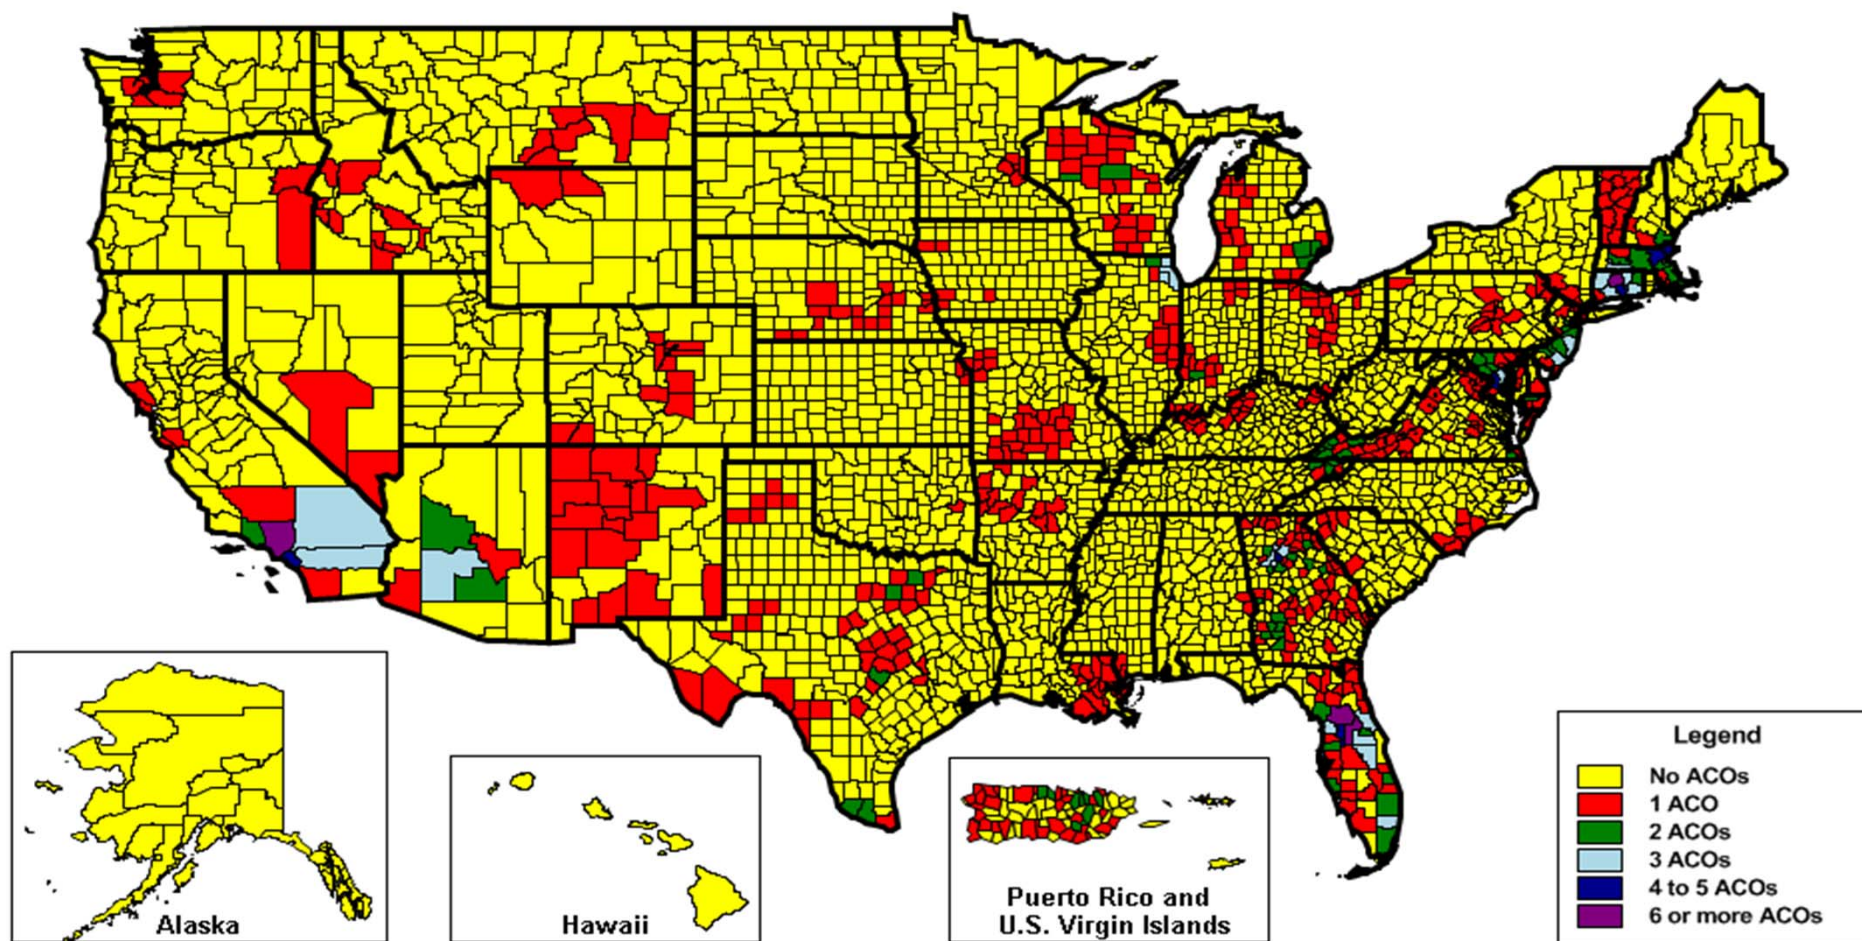 Alaska
Hawaii
Puerto Rico and
U.S. Virgin Islands
Legend
No ACOs
1 ACO
2 ACOs
3 ACOs
4 to 5 ACOs
6 or more ACOs